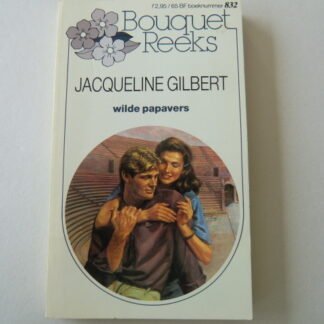 f 2,95 / 65 BF boeknummer 832
Bouquet
Reeks
JACQUELINE GILBERT
wilde papavers